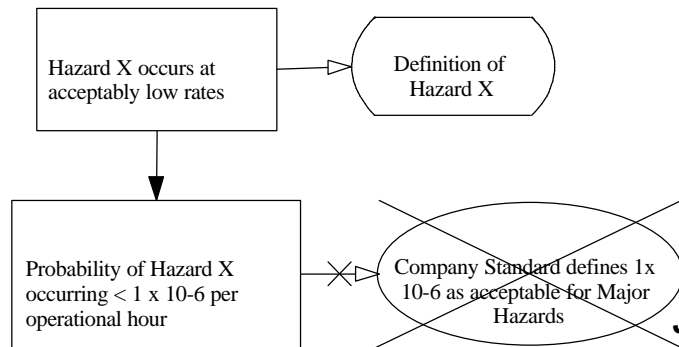 Hazard X occurs at
acceptably low rates
Definition of
Hazard X
Probability of Hazard X
occurring < 1 x 10-6 per
operational hour
Company Standard defines 1x
10-6 as acceptable for Major
Hazards